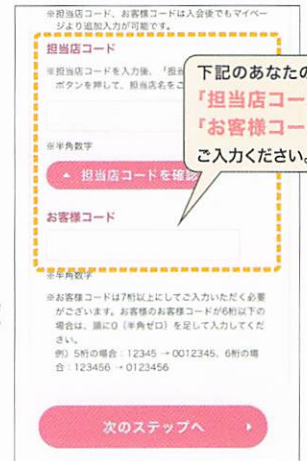 ※担当店コード、お客様コードは入会後でもマイペー
ジより追加入力が可能です。
担当店コード
※担当店コードを入力後、「担
ボタンを押して、担当店名をご
下記のあなたの
『担当店コー
『お客様コー
ご入力ください。
※半角数字
担当店コードを確認
お客様コード
※半角数字
※お客様コードは7桁以上にしてご入力いただく必要
がございます。お客様のお客様コードが6桁以下の
場合は、頭に0（半角ゼロ）を足して入力してくだ
さい。
例）5桁の場合：12345 → 0012345、6桁の場
合：123456 → 0123456
次のステップへ